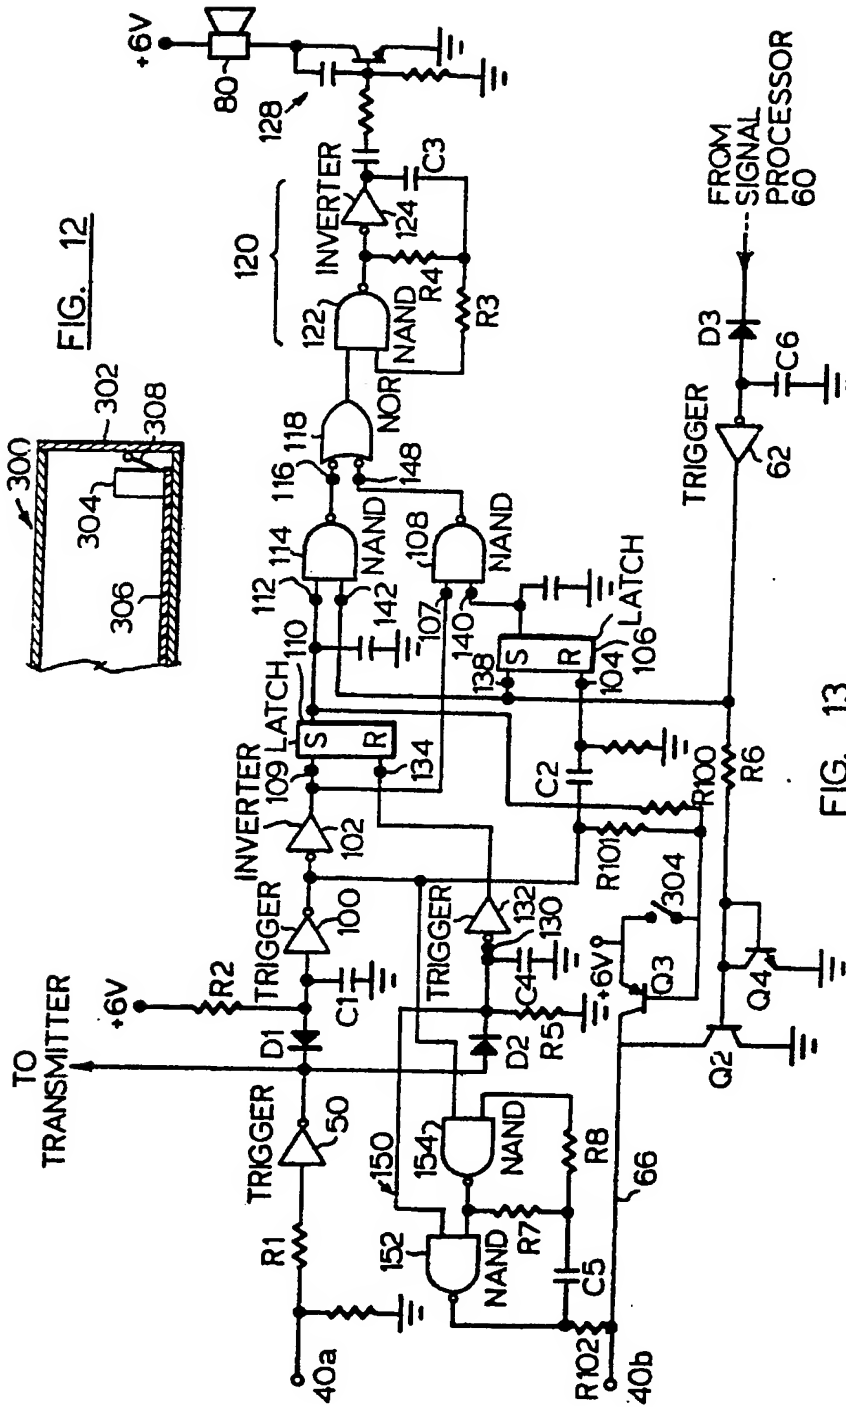 FIG. 12
300
302
304
308
306
TO
TRANSMITTER
+6V
R2
TRIGGER
50
R1
40a
D1
C1
TRIGGER
100
INVERTER
102
109
LATCH
S
R
110
134
112
114
142
NAND
116
118
NOR
148
107
108
140
NAND
120
122
NAND
INVERTER
124
R4
R3
C3
128
80
+6V
138
S
R
LATCH
104
106
TRIGGER
132
130
C4
D2
R5
150
152
NAND
154
NAND
R7
R8
C5
R102
40b
66
C2
R101
R100
304
+6V
Q3
Q2
Q4
R6
TRIGGER
62
C6
D3
FROM
SIGNAL
PROCESSOR
60
FIG. 13